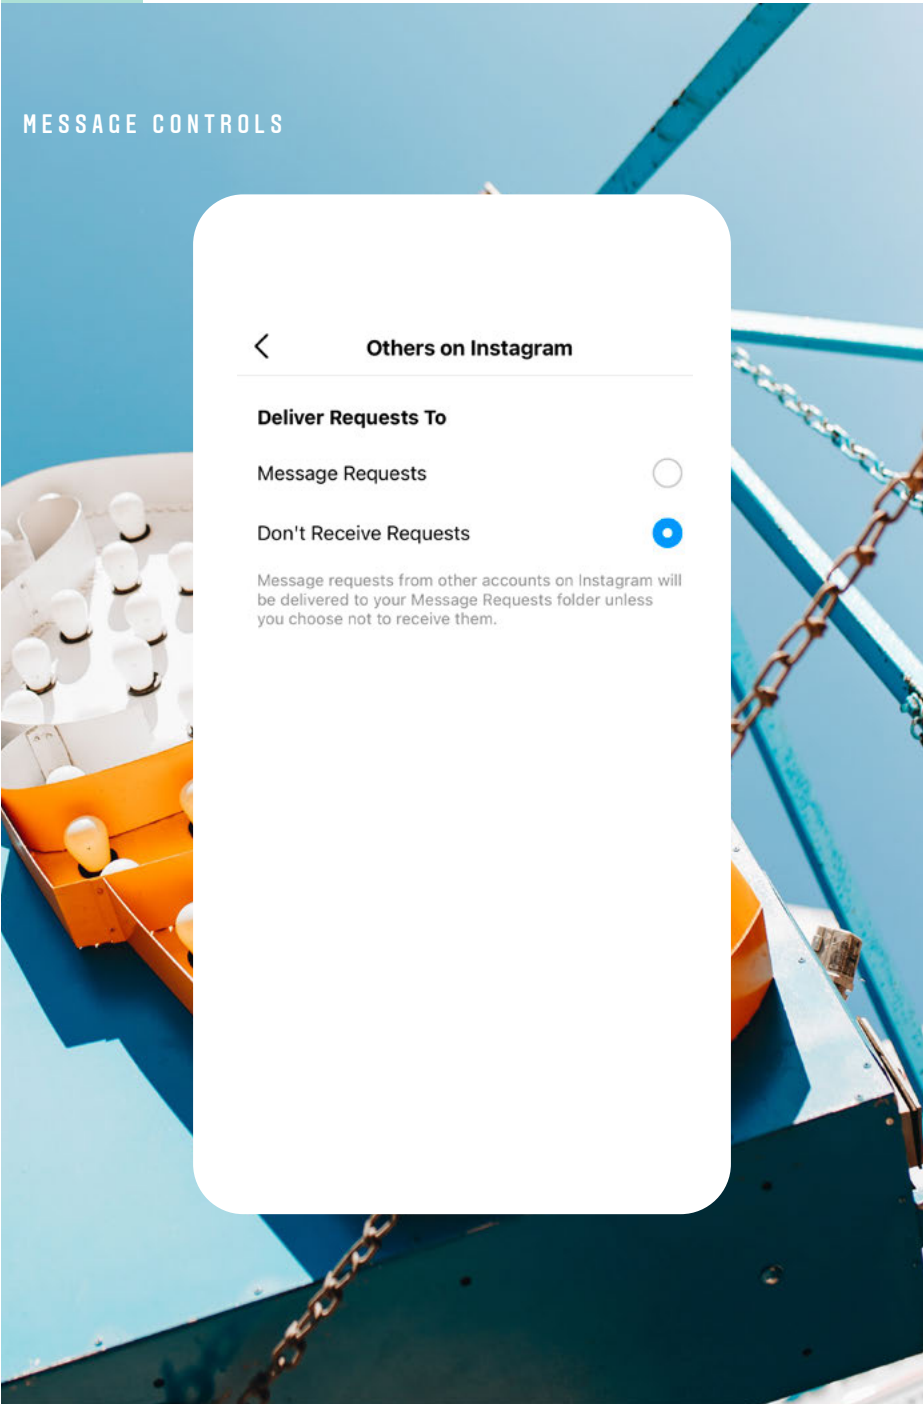 MESSAGE CONTROLS
Others on Instagram
Deliver Requests To
Message Requests
Don't Receive Requests
Message requests from other accounts on Instagram will
be delivered to your Message Requests folder unless
you choose not to receive them.